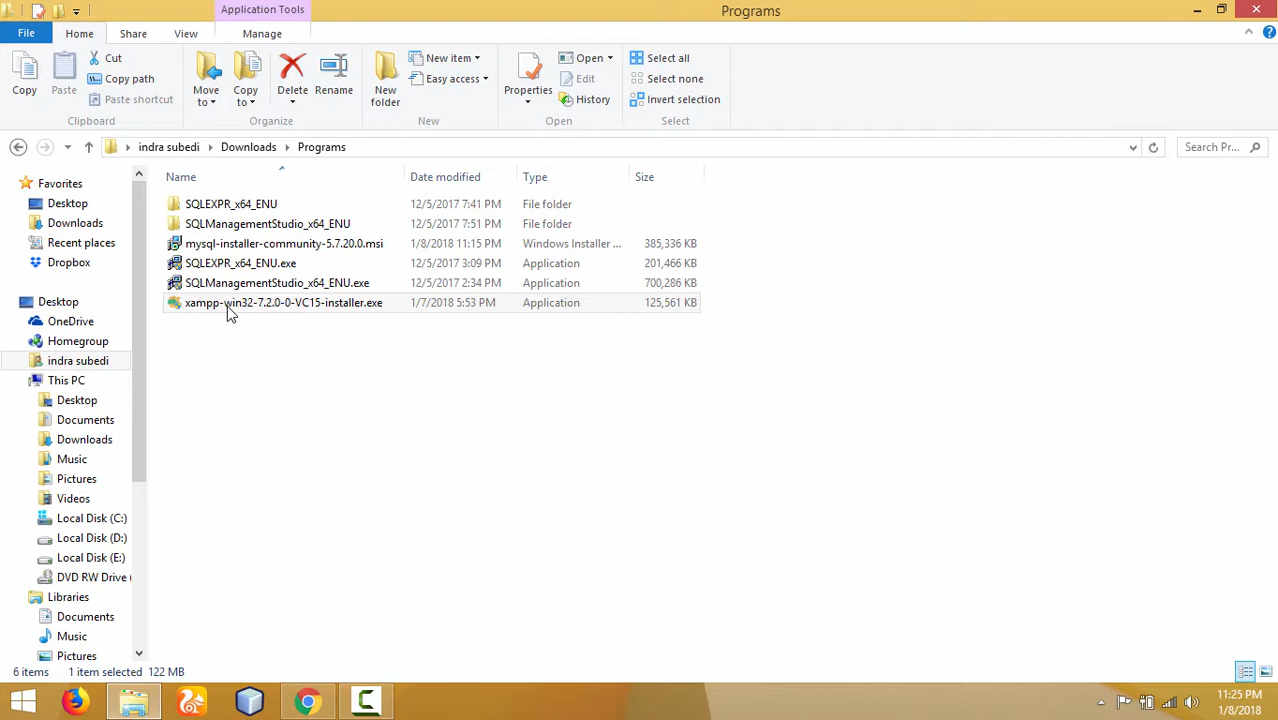 Application Tools
Programs
File
Home
Share
View
Manage
Copy
Paste
Cut
Copy path
Paste shortcut
Clipboard
Move to
Copy to
Delete
Rename
Organize
New folder
New item
Easy access
New
Properties
Open
Edit
History
Open
Select all
Select none
Invert selection
Select
indra subedi
Downloads
Programs
Search Pr...
Name
Date modified
Type
Size
SQLEXPR_x64_ENU 12/5/2017 7:41 PM File folder
SQLManagementStudio_x64_ENU 12/5/2017 7:51 PM File folder
mysql-installer-community-5.7.20.0.msi 1/8/2018 11:15 PM Windows Installer ... 385,336 KB
SQLEXPR_x64_ENU.exe 12/5/2017 3:09 PM Application 201,466 KB
SQLManagementStudio_x64_ENU.exe 12/5/2017 2:34 PM Application 700,286 KB
xampp-win32-7.2.0-0-VC15-installer.exe 1/7/2018 5:53 PM Application 125,561 KB
Favorites
Desktop
Downloads
Recent places
Dropbox
Desktop
OneDrive
Homegroup
indra subedi
This PC
Desktop
Documents
Downloads
Music
Pictures
Videos
Local Disk (C:)
Local Disk (D:)
Local Disk (E:)
DVD RW Drive (
Libraries
Documents
Music
Pictures
6 items 1 item selected 122 MB
11:25 PM
1/8/2018